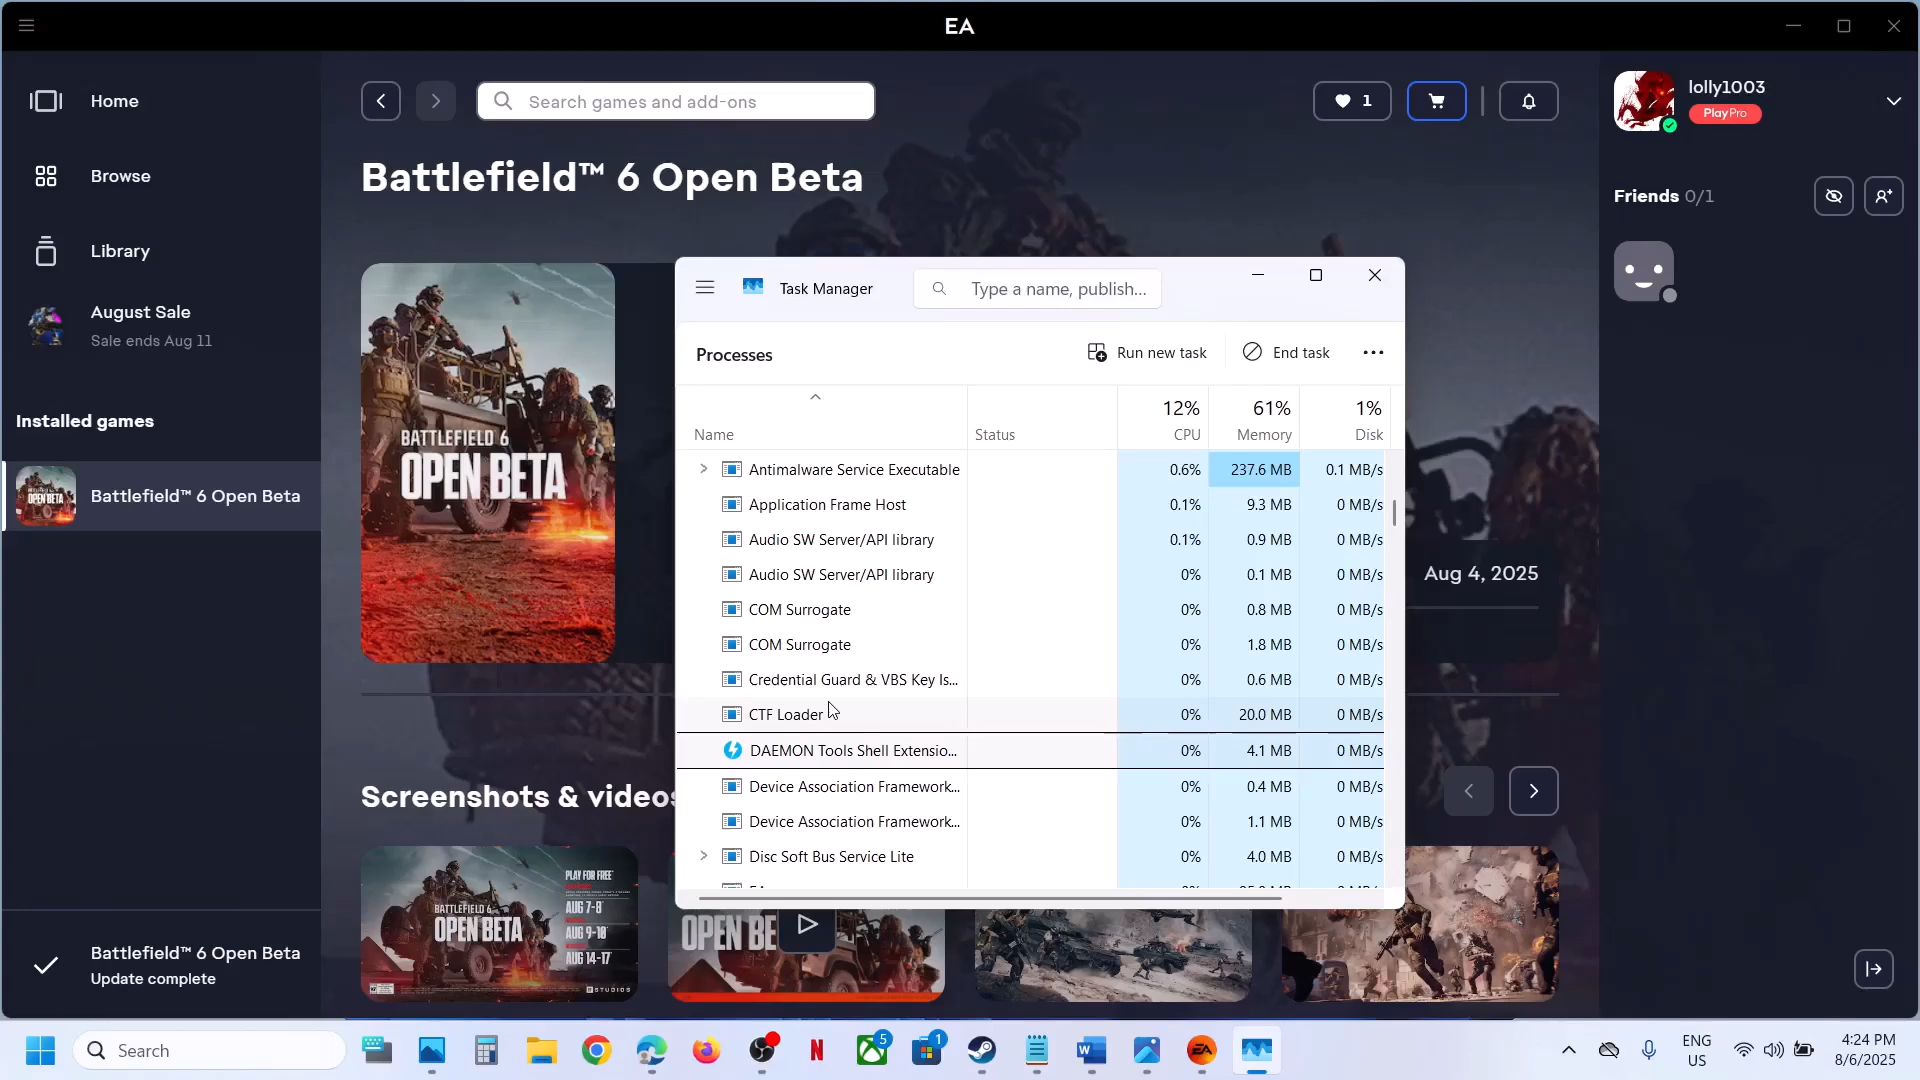 EA
Home
Browse
Library
August Sale
Sale ends Aug 11
Installed games
Battlefield™ 6 Open Beta
Battlefield™ 6 Open Beta
Update complete
Search games and add-ons
1
Battlefield™ 6 Open Beta
BATTLEFIELD 6
OPEN BETA
Aug 4, 2025
Screenshots & videos
PLAY FOR FREE
AUG 7-8
AUG 9-10
AUG 14-17
BATTLEFIELD 6
OPEN BETA
OPEN BE
lolly1003
PlayPro
Friends 0/1
Task Manager
Type a name, publish...
Processes
Run new task
End task
12% 61% 1%
Name Status CPU Memory Disk
Antimalware Service Executable 0.6% 237.6 MB 0.1 MB/s
Application Frame Host 0.1% 9.3 MB 0 MB/s
Audio SW Server/API library 0.1% 0.9 MB 0 MB/s
Audio SW Server/API library 0% 0.1 MB 0 MB/s
COM Surrogate 0% 0.8 MB 0 MB/s
COM Surrogate 0% 1.8 MB 0 MB/s
Credential Guard & VBS Key Is... 0% 0.6 MB 0 MB/s
CTF Loader 0% 20.0 MB 0 MB/s
DAEMON Tools Shell Extensio... 0% 4.1 MB 0 MB/s
Device Association Framework... 0% 0.4 MB 0 MB/s
Device Association Framework... 0% 1.1 MB 0 MB/s
Disc Soft Bus Service Lite 0% 4.0 MB 0 MB/s
Search
5
1
ENG
US
4:24 PM
8/6/2025